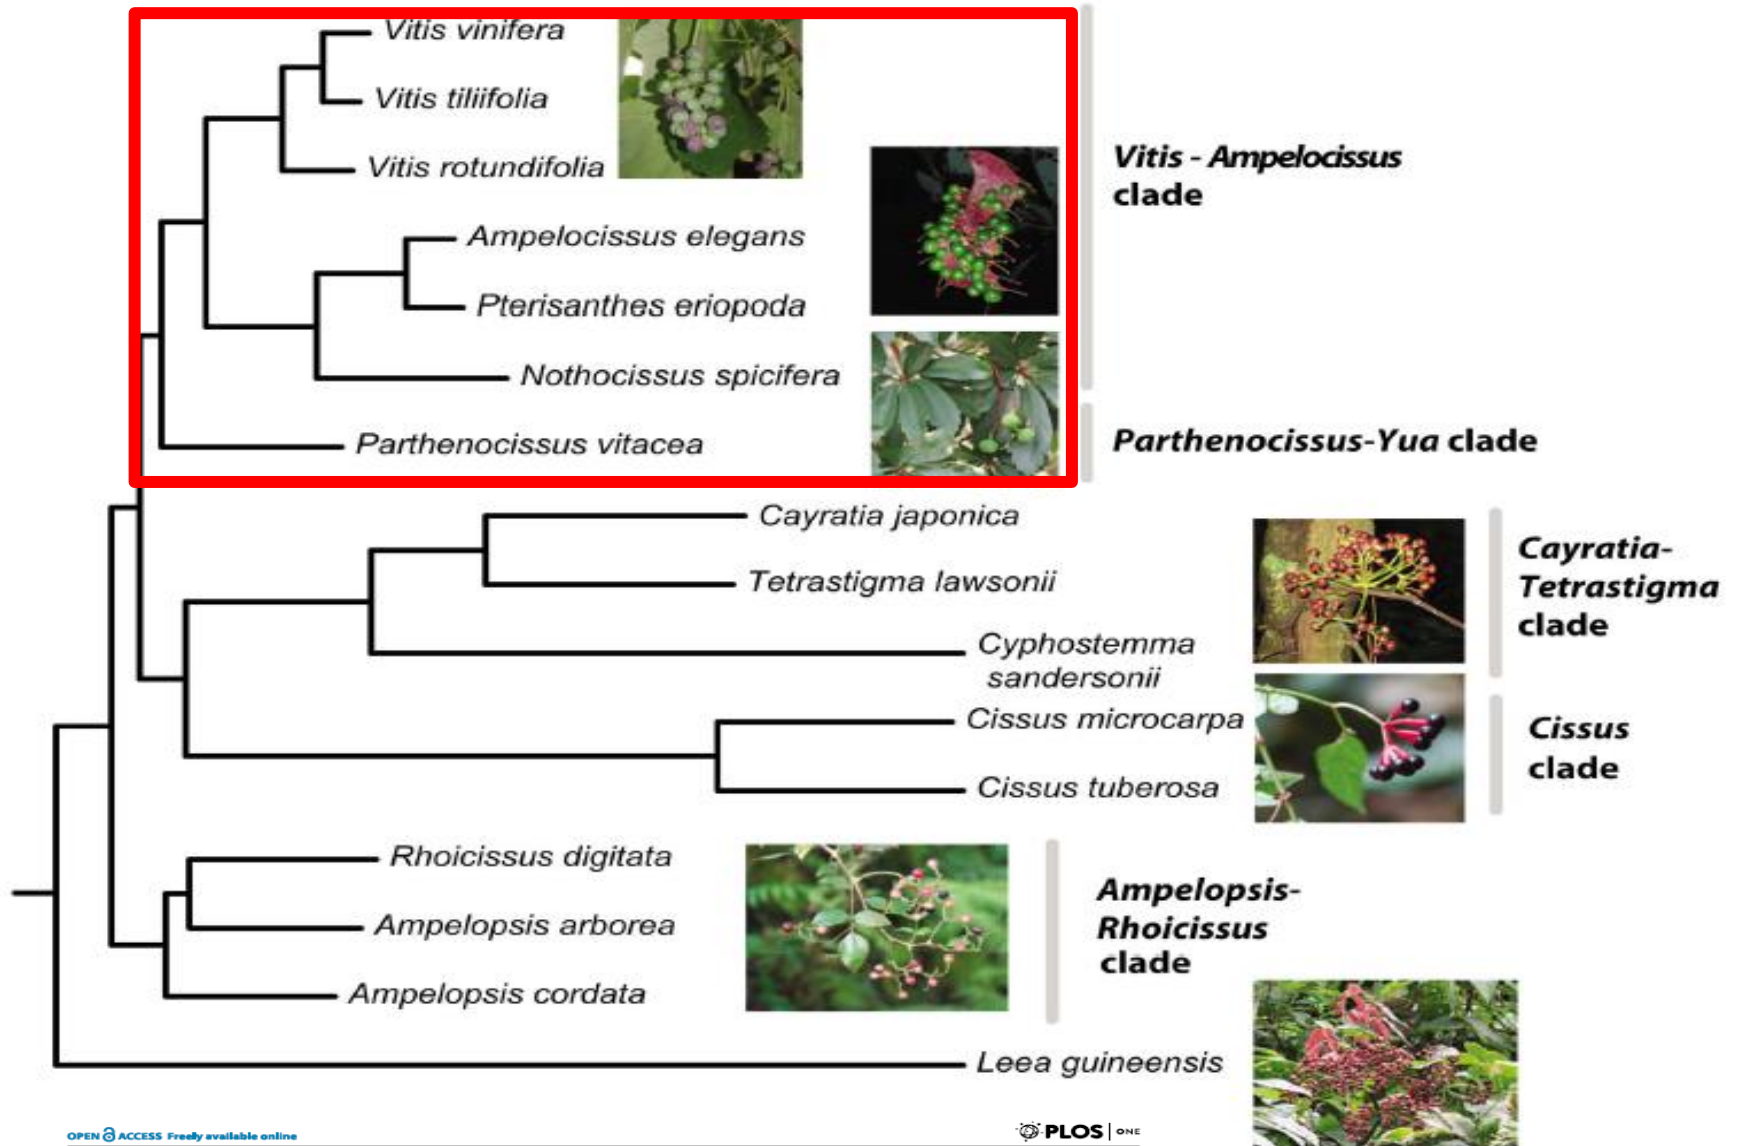 Vitis vinifera
Vitis tiliifolia
Vitis rotundifolia
Ampelocissus elegans
Pterisanthes eriopoda
Nothocissus spicifera
Vitis - Ampelocissus
clade
Parthenocissus vitacea
Parthenocissus-Yua clade
Cayratia japonica
Tetrastigma lawsonii
Cyphostemma
sandersonii
Cayratia-
Tetrastigma
clade
Cissus microcarpa
Cissus tuberosa
Cissus
clade
Rhoicissus digitata
Ampelopsis arborea
Ampelopsis cordata
Ampelopsis-
Rhoicissus
clade
Leea guineensis
OPEN ACCESS Freely available online
PLOS | ONE